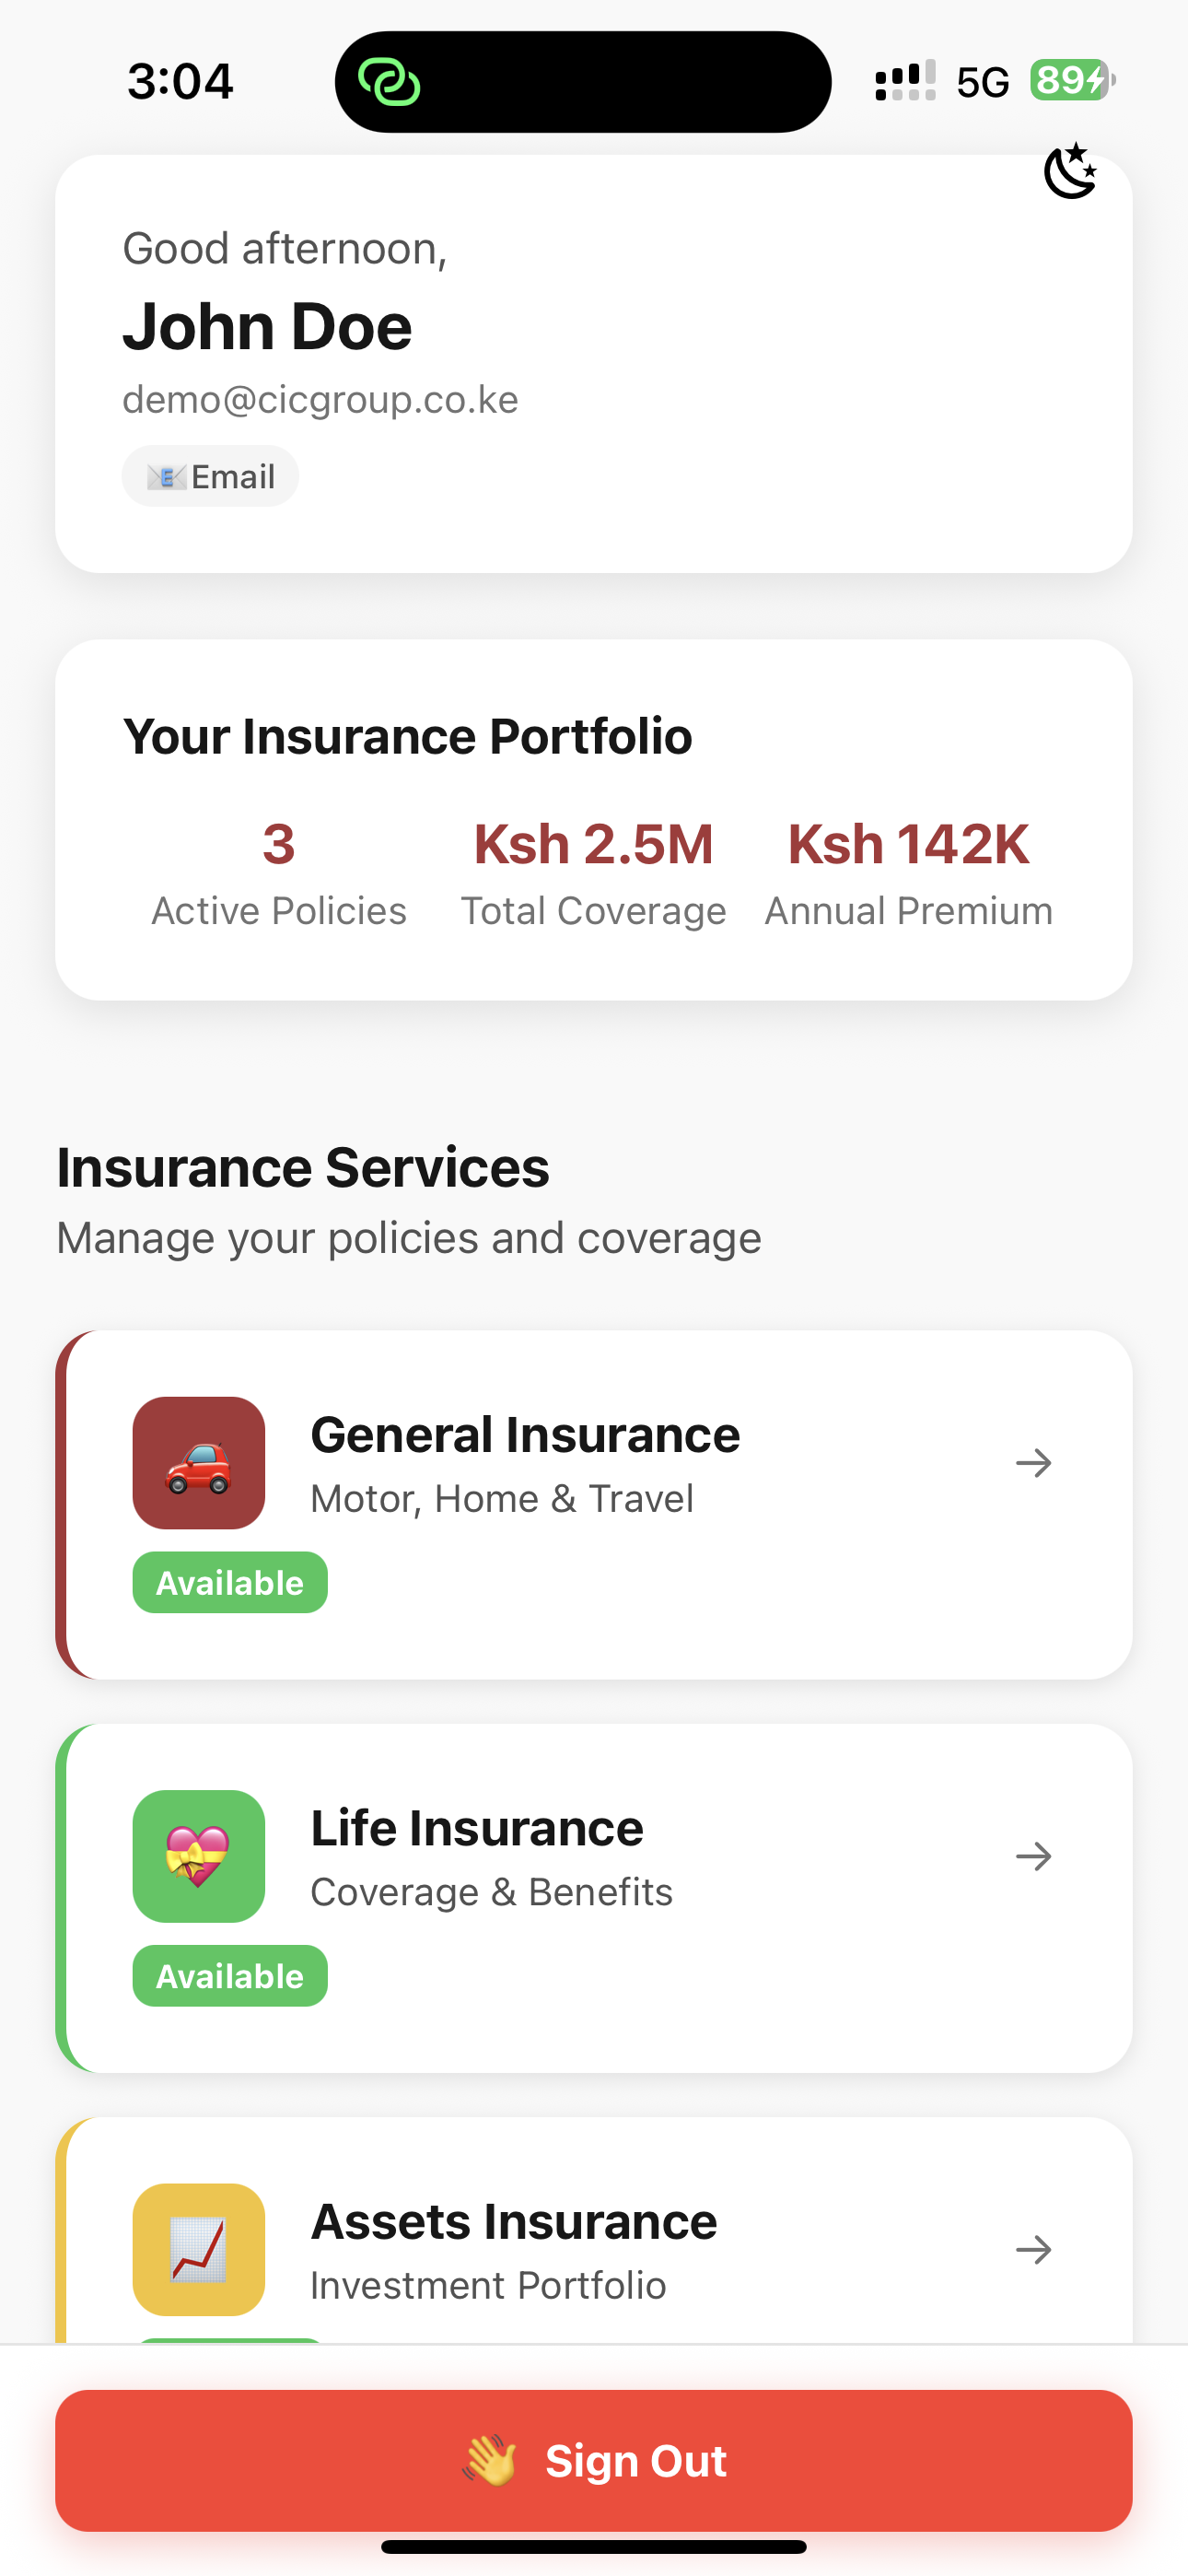 3:04
5G
89
Good afternoon,
John Doe
demo@cicgroup.co.ke
📧 Email
Your Insurance Portfolio
3
Active Policies
Ksh 2.5M
Total Coverage
Ksh 142K
Annual Premium
Insurance Services
Manage your policies and coverage
General Insurance
Motor, Home & Travel
Available
Life Insurance
Coverage & Benefits
Available
Assets Insurance
Investment Portfolio
Sign Out